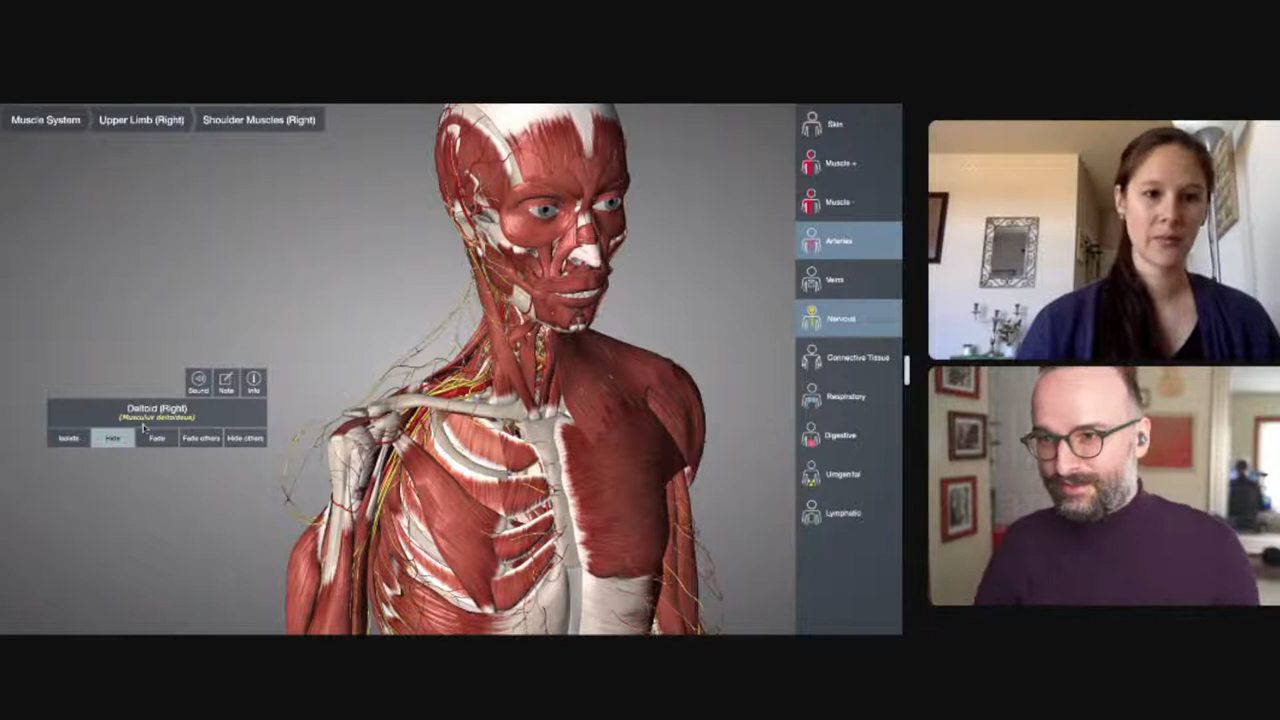 Muscle System
Upper Limb (Right)
Shoulder Muscles (Right)
Skin
Muscle +
Muscle -
Arteries
Veins
Nervous
Connective Tissue
Respiratory
Digestive
Urogenital
Lymphatic
Sound
Note
Info
Deltoid (Right)
(Musculus deltoideus)
Isolate
Hide
Fade
Fade others
Hide others